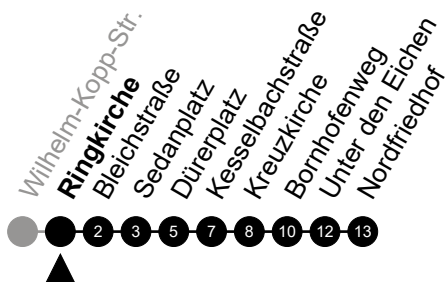 Wilhelm-Kopp-Str.
Ringkirche
Bleichstraße
Sedanplatz
Dürerplatz
Kesselbachstraße
Kreuzkirche
Bornhofenweg
Unter den Eichen
Nordfriedhof
2 3 5 7 8 10 12 13